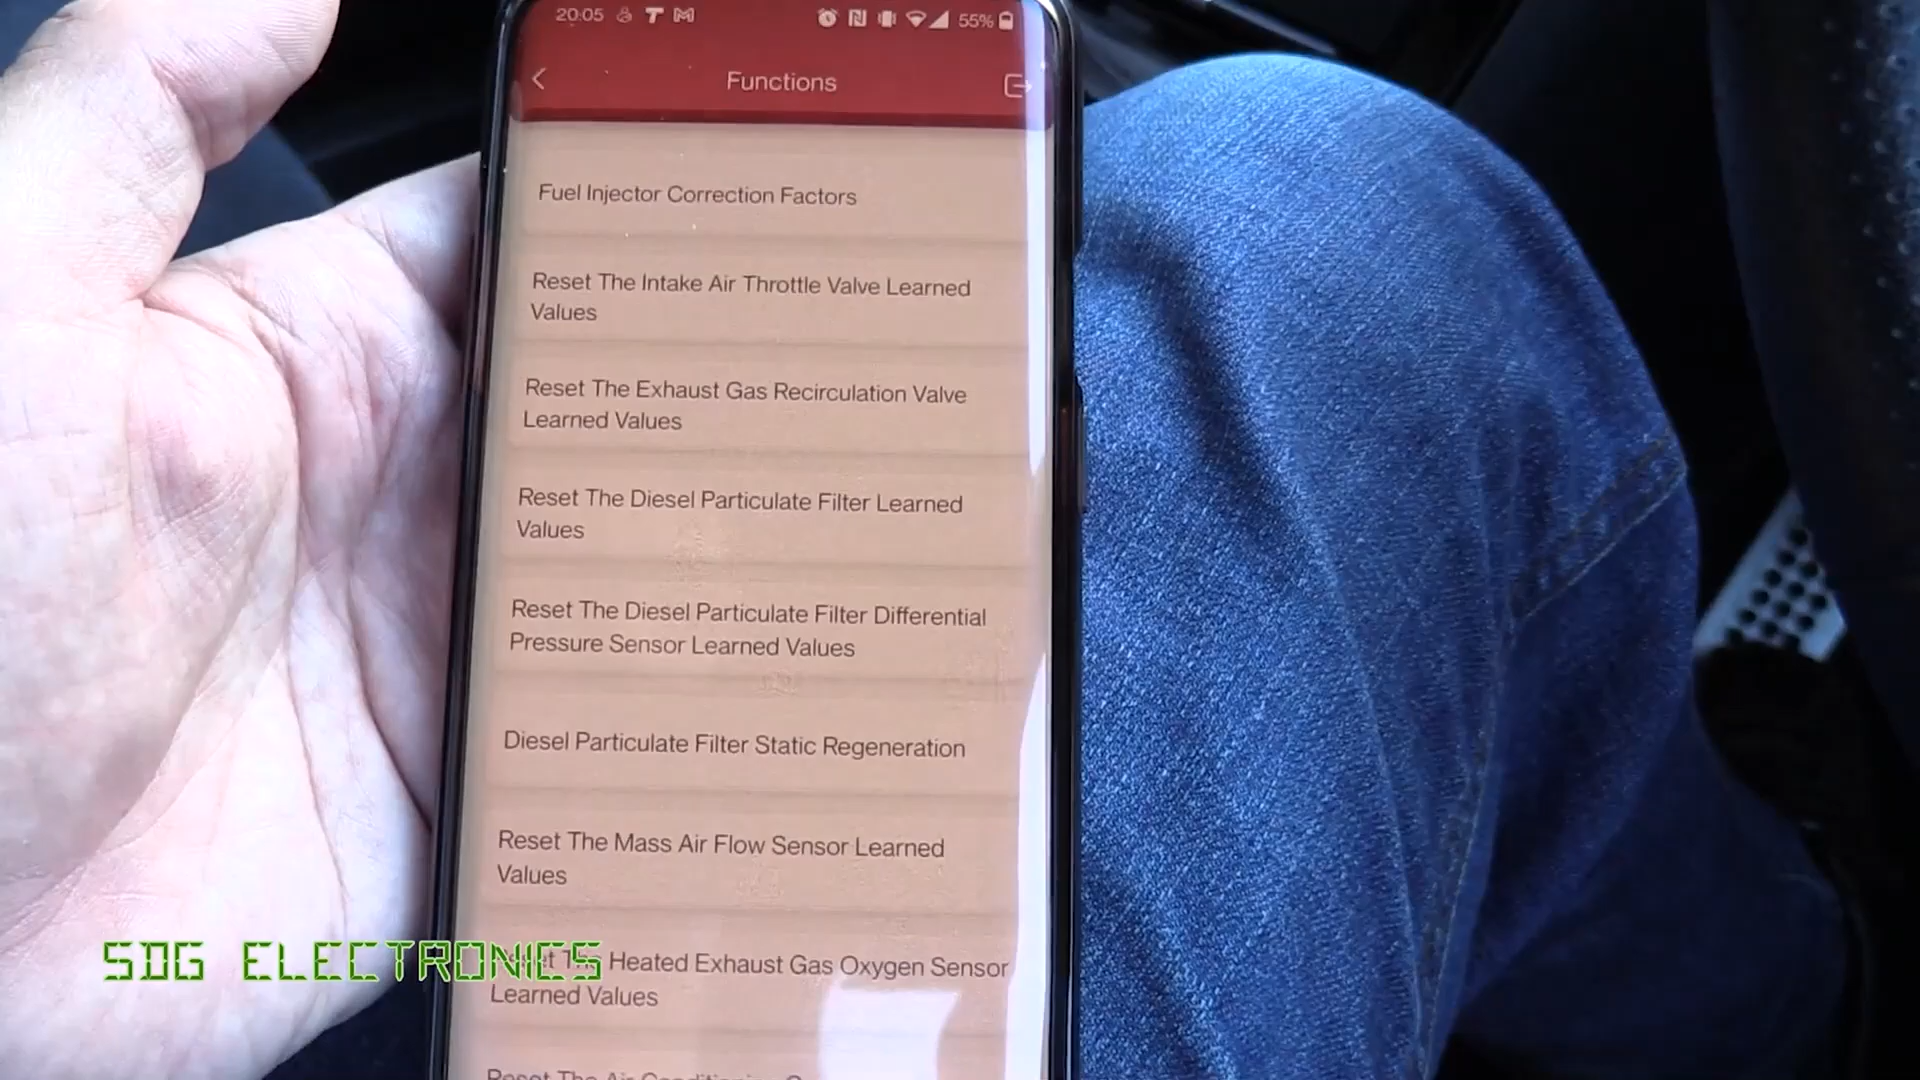 20:05
55%
Functions
Fuel Injector Correction Factors
Reset The Intake Air Throttle Valve Learned
Values
Reset The Exhaust Gas Recirculation Valve
Learned Values
Reset The Diesel Particulate Filter Learned
Values
Reset The Diesel Particulate Filter Differential
Pressure Sensor Learned Values
Diesel Particulate Filter Static Regeneration
Reset The Mass Air Flow Sensor Learned
Values
Heated Exhaust Gas Oxygen Sensor
Learned Values
SDG ELECTRONICS
Reset The Air